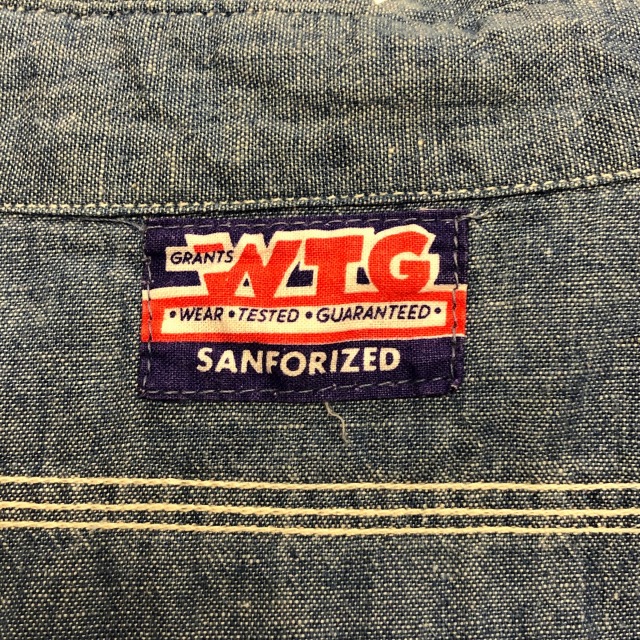 GRANTS WTG
• WEAR • TESTED • GUARANTEED •
SANFORIZED